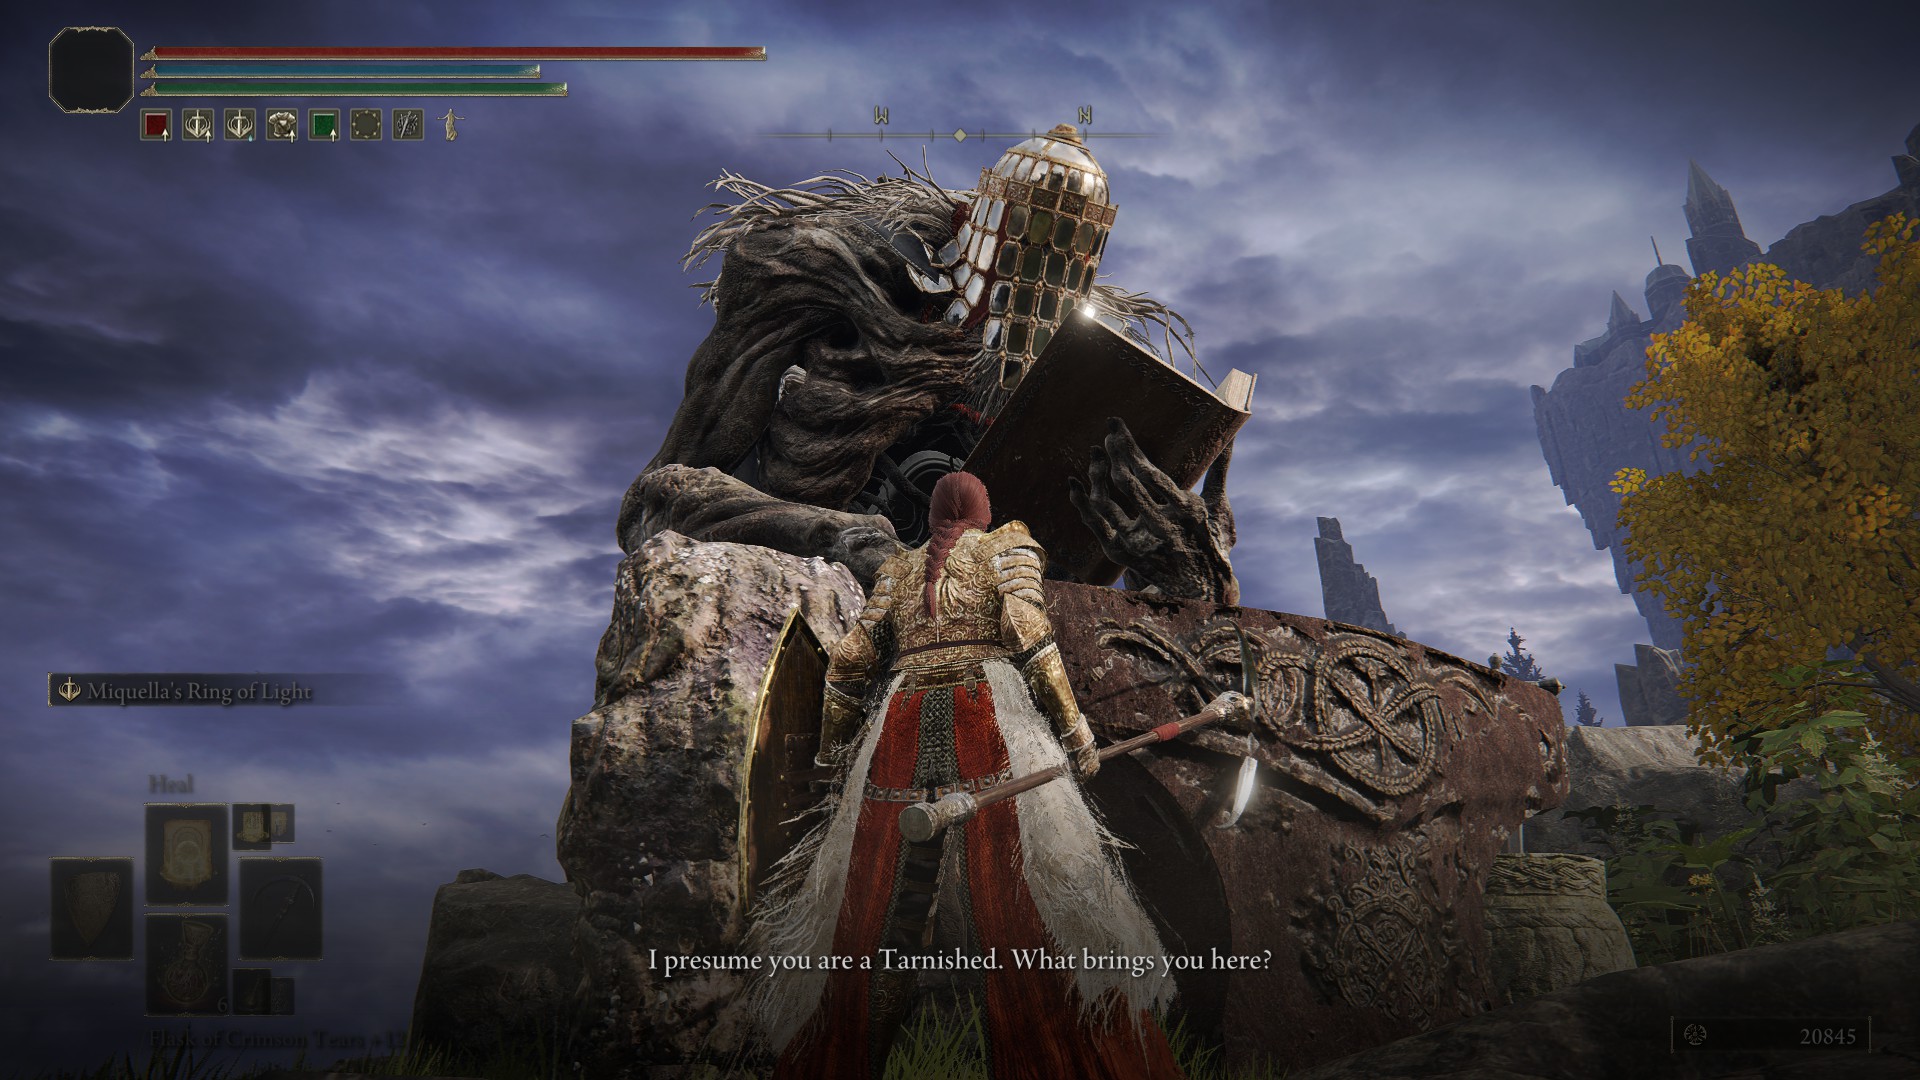 W
N
Miquella's Ring of Light
Heal
6
I presume you are a Tarnished. What brings you here?
Flask of Crimson Tears +12
20845